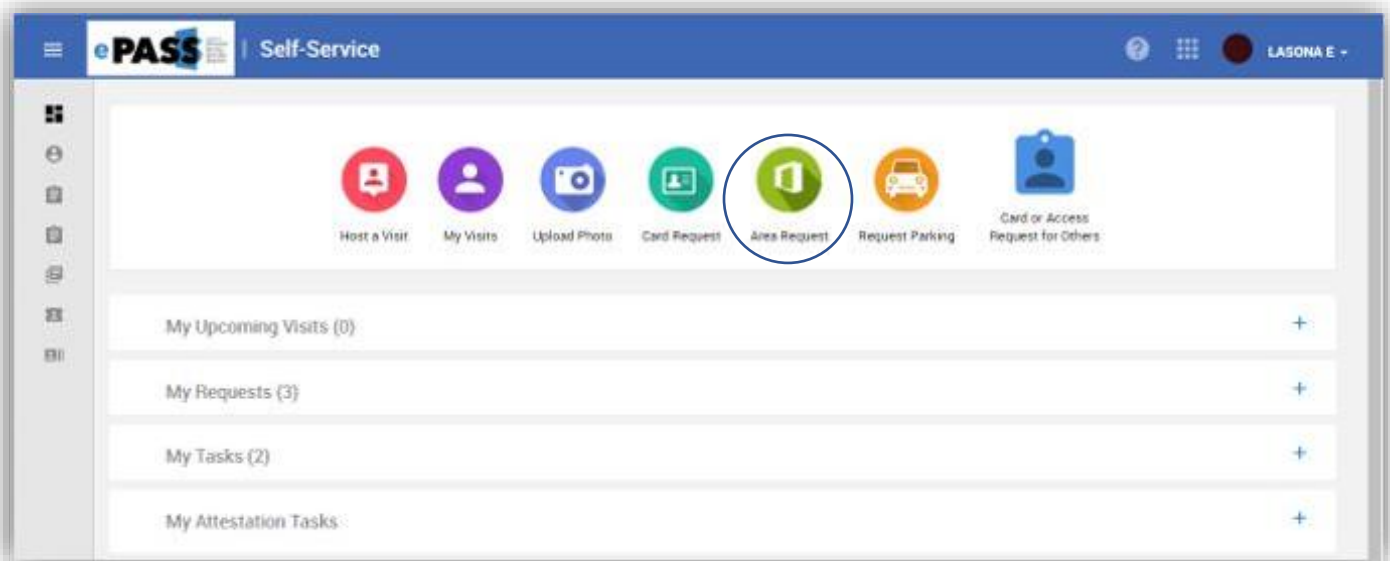 ePASS | Self-Service
LASONA E
Host a Visit
My Visits
Upload Photo
Card Request
Area Request
Request Parking
Card or Access
Request for Others
My Upcoming Visits (0)
My Requests (3)
My Tasks (2)
My Attestation Tasks